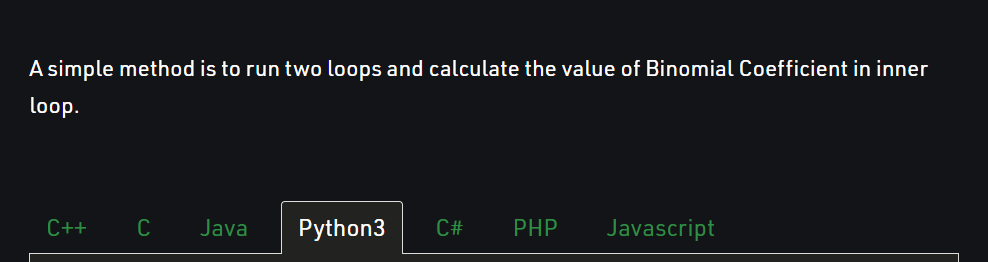 A simple method is to run two loops and calculate the value of Binomial Coefficient in inner
loop.
C++ C Java Python3 C# PHP Javascript